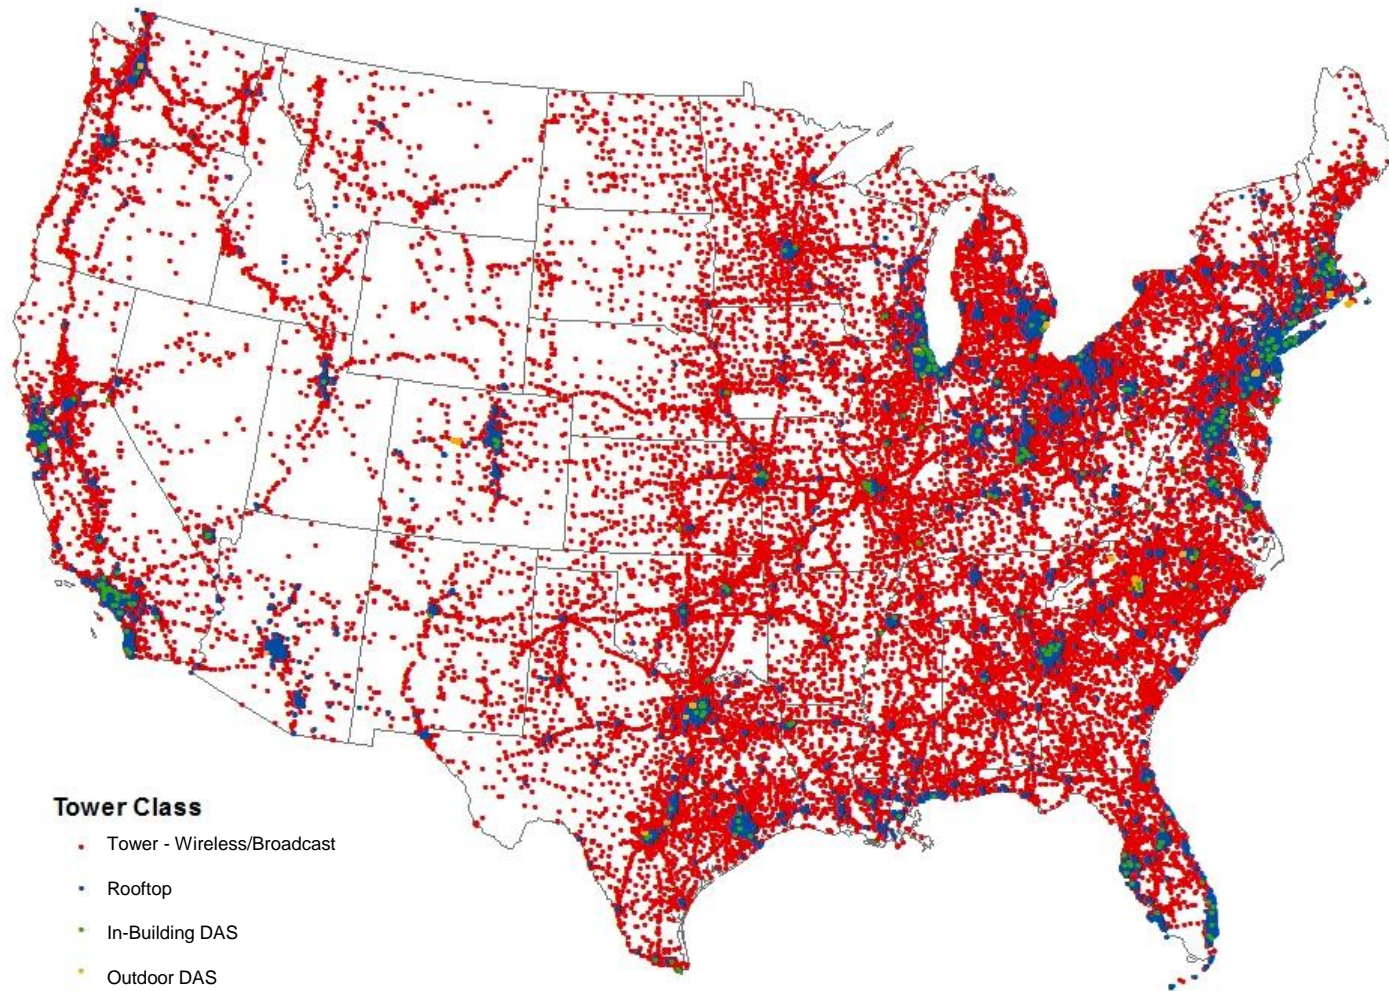 Tower Class
Tower - Wireless/Broadcast
Rooftop
In-Building DAS
Outdoor DAS